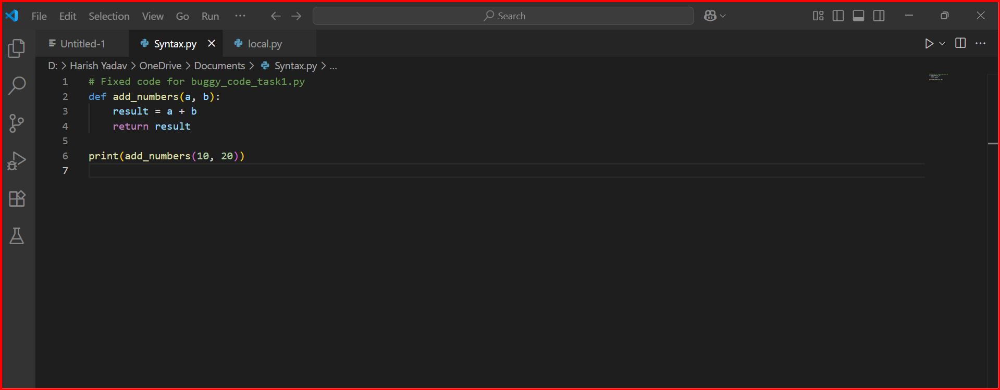 File Edit Selection View Go Run ··· Search
Untitled-1 Syntax.py local.py
D: > Harish Yadav > OneDrive > Documents > Syntax.py > ...
1 # Fixed code for buggy_code_task1.py
2 def add_numbers(a, b):
3     result = a + b
4     return result
5
6 print(add_numbers(10, 20))
7